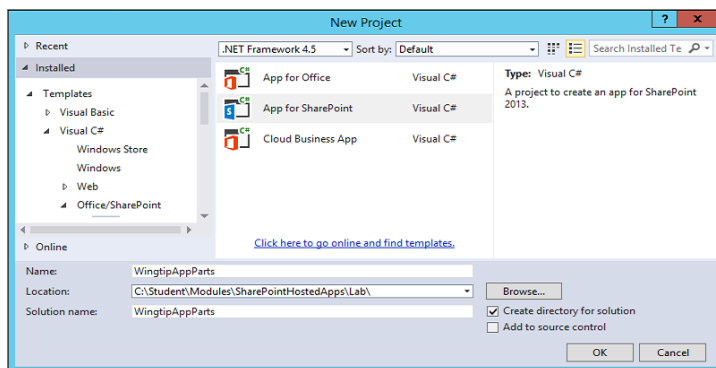 New Project
? x
Recent
.NET Framework 4.5 Sort by: Default Search Installed Te
Installed
Templates
Visual Basic
Visual C#
Windows Store
Windows
Web
Office/SharePoint
Online
C# App for Office Visual C#
C# App for SharePoint Visual C#
C# Cloud Business App Visual C#
Click here to go online and find templates.
Type: Visual C#
A project to create an app for SharePoint
2013.
Name: WingtipAppParts
Location: C:\Student\Modules\SharePointHostedApps\Lab\ Browse...
Solution name: WingtipAppParts
Create directory for solution
Add to source control
OK Cancel